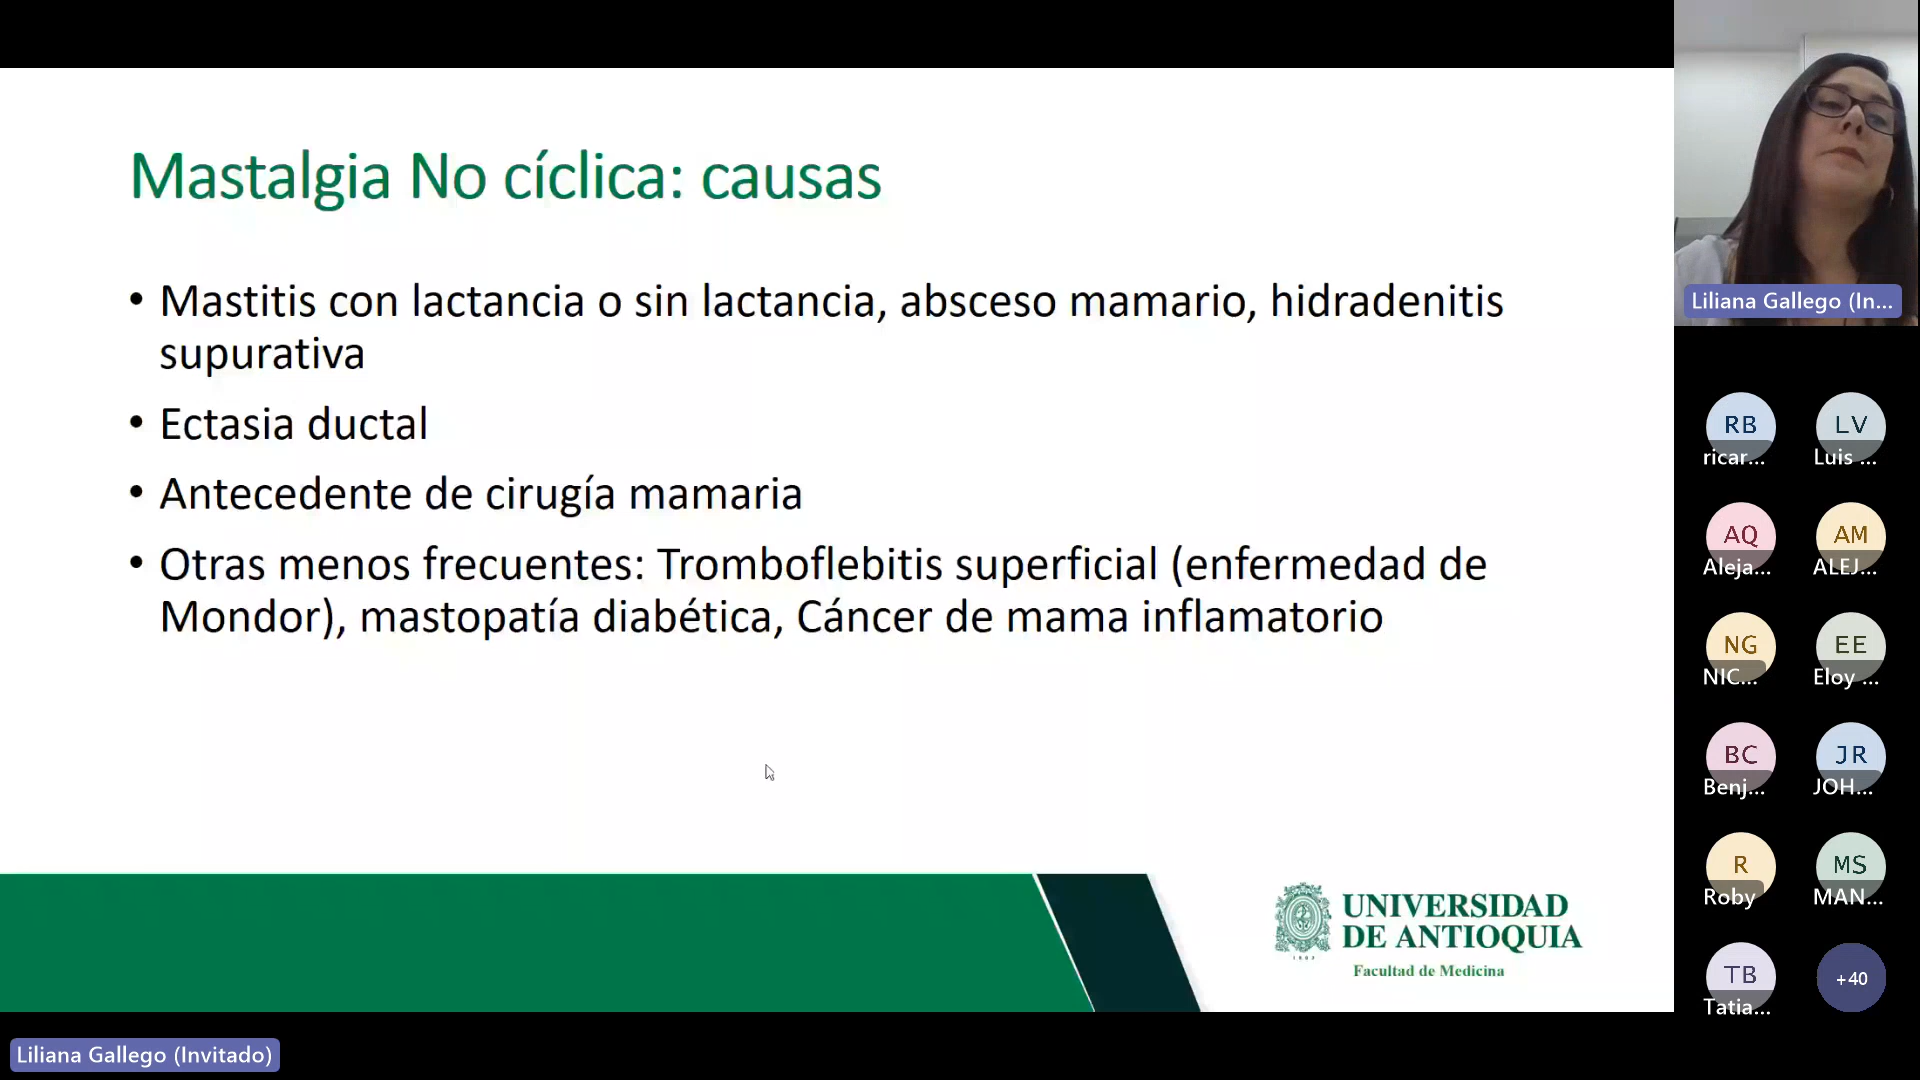 Mastalgia No cíclica: causas
• Mastitis con lactancia o sin lactancia, absceso mamario, hidradenitis
supurativa
• Ectasia ductal
• Antecedente de cirugía mamaria
• Otras menos frecuentes: Tromboflebitis superficial (enfermedad de
Mondor), mastopatía diabética, Cáncer de mama inflamatorio
UNIVERSIDAD
DE ANTIOQUIA
1803
Facultad de Medicina
Liliana Gallego (Invitado)
Liliana Gallego (In...
RB
ricar...
LV
Luis ...
AQ
Aleja...
AM
ALEJ...
NG
NIC...
EE
Eloy ...
BC
Benj...
JR
JOH...
R
Roby
MS
MAN...
TB
Tatia...
+40